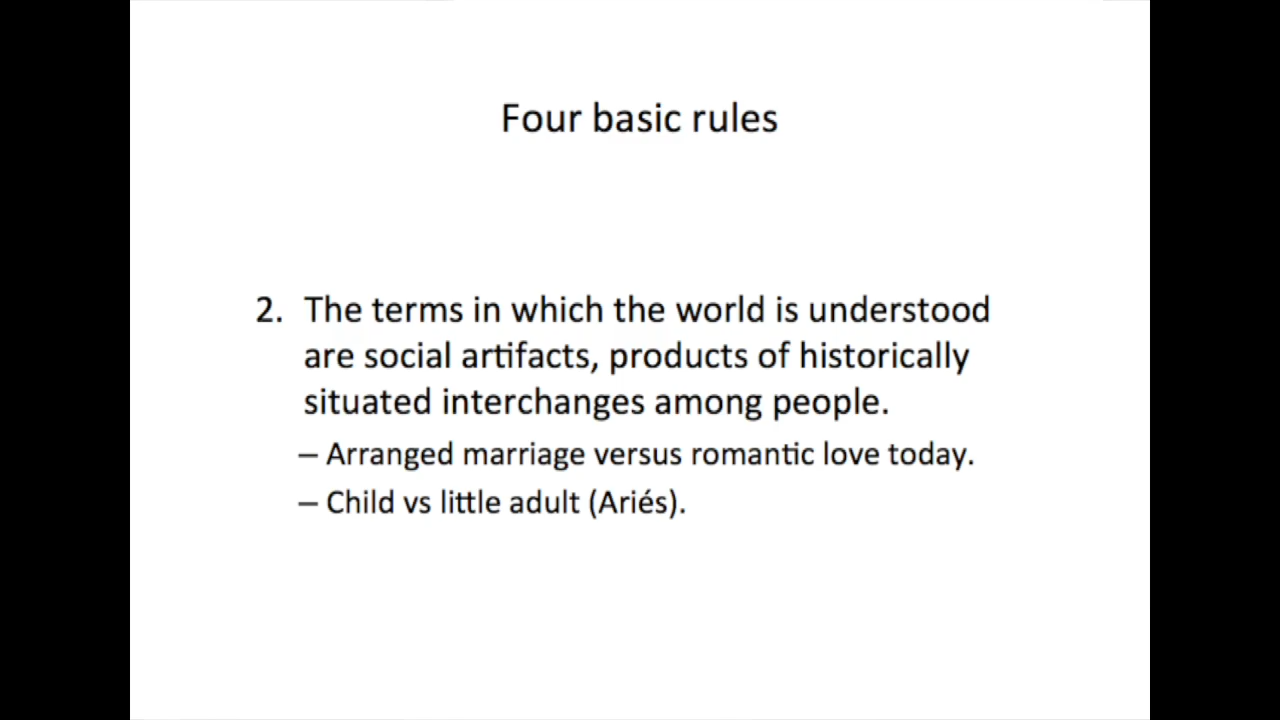 Four basic rules
2. The terms in which the world is understood
are social artifacts, products of historically
situated interchanges among people.
– Arranged marriage versus romantic love today.
– Child vs little adult (Ariés).